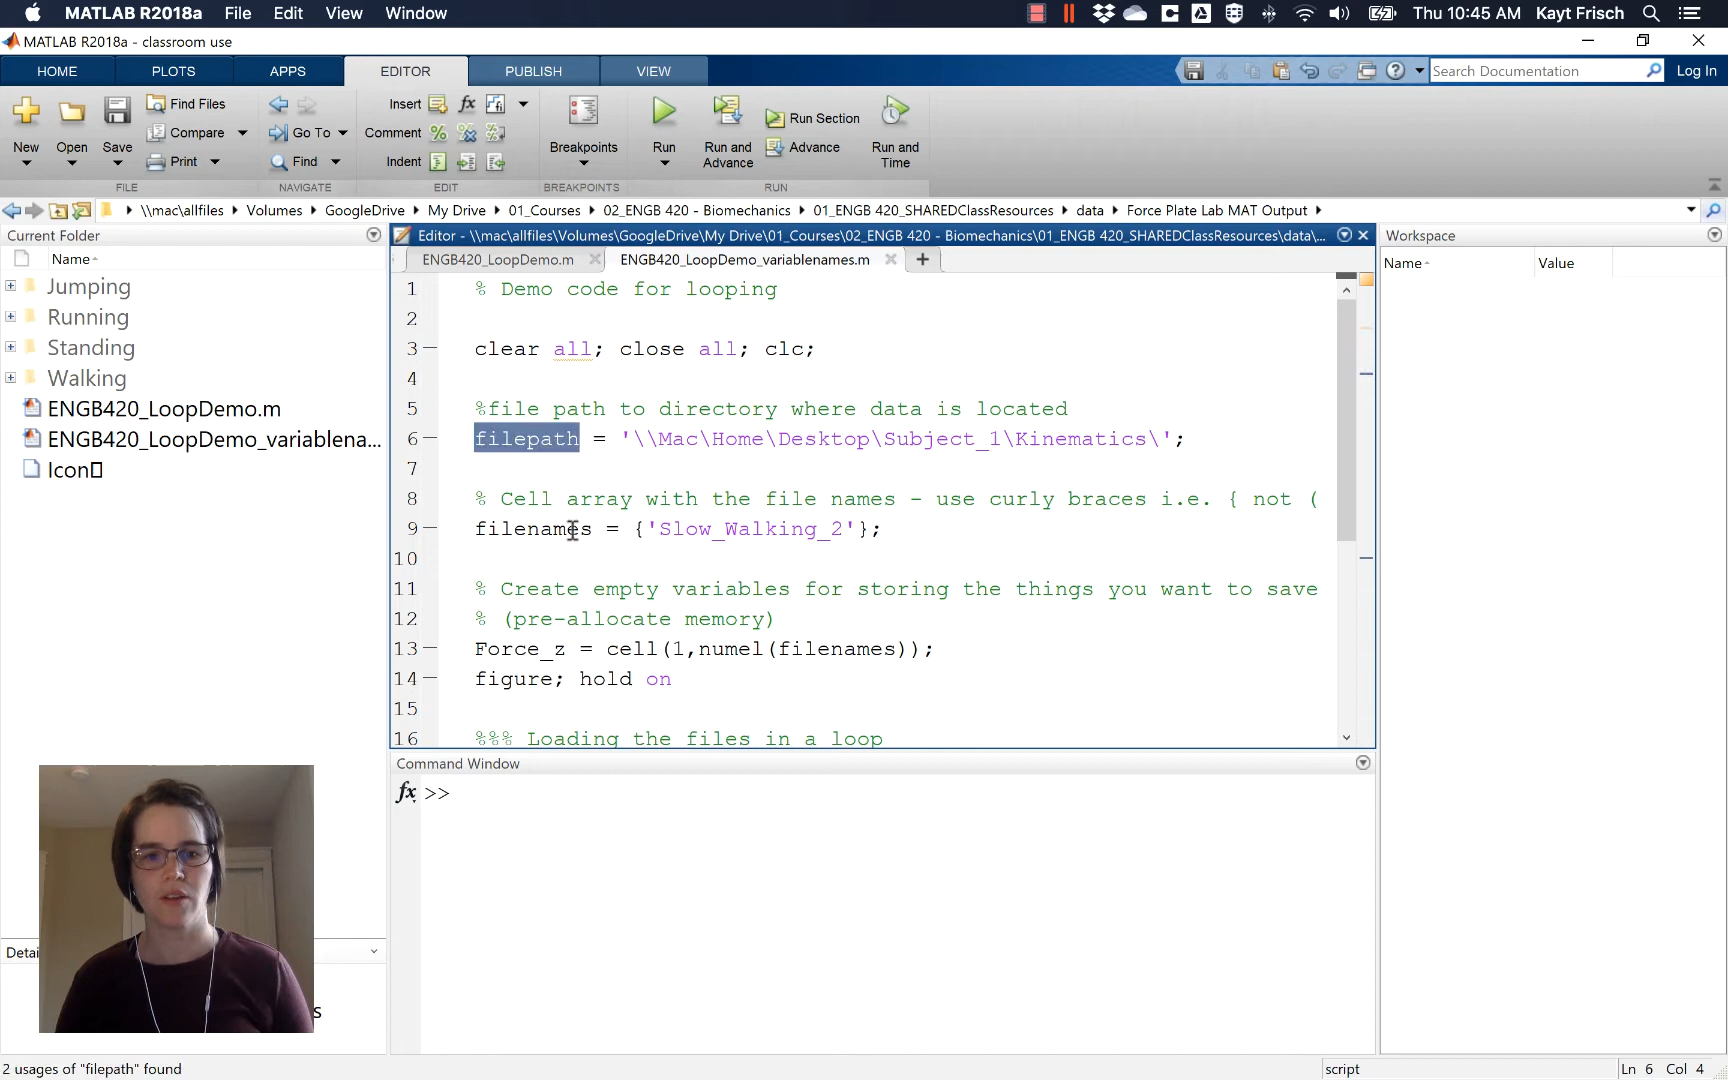 MATLAB R2018a File Edit View Window Thu 10:45 AM Kayt Frisch
MATLAB R2018a - classroom use
HOME PLOTS APPS EDITOR PUBLISH VIEW Search Documentation Log In
New Open Save Find Files Compare Print
Go To Find
Insert fx
Comment
Indent
Breakpoints
Run Run and Advance Run Section Advance Run and Time
FILE NAVIGATE EDIT BREAKPOINTS RUN
\\mac\allfiles Volumes GoogleDrive My Drive 01_Courses 02_ENGB 420 - Biomechanics 01_ENGB 420_SHAREDClassResources data Force Plate Lab MAT Output
Current Folder
Name
Jumping
Running
Standing
Walking
ENGB420_LoopDemo.m
ENGB420_LoopDemo_variablena...
Icon
Detai
s
Editor - \\mac\allfiles\Volumes\GoogleDrive\My Drive\01_Courses\02_ENGB 420 - Biomechanics\01_ENGB 420_SHAREDClassResources\data\...
ENGB420_LoopDemo.m ENGB420_LoopDemo_variablenames.m
1 % Demo code for looping
2
3 clear all; close all; clc;
4
5 %file path to directory where data is located
6 filepath = '\\Mac\Home\Desktop\Subject_1\Kinematics\';
7
8 % Cell array with the file names - use curly braces i.e. { not (
9 filenames = {'Slow_Walking_2'};
10
11 % Create empty variables for storing the things you want to save
12 % (pre-allocate memory)
13 Force_z = cell(1,numel(filenames));
14 figure; hold on
15
16 %%% Loading the files in a loop
Command Window
fx >>
Workspace
Name Value
2 usages of "filepath" found script Ln 6 Col 4